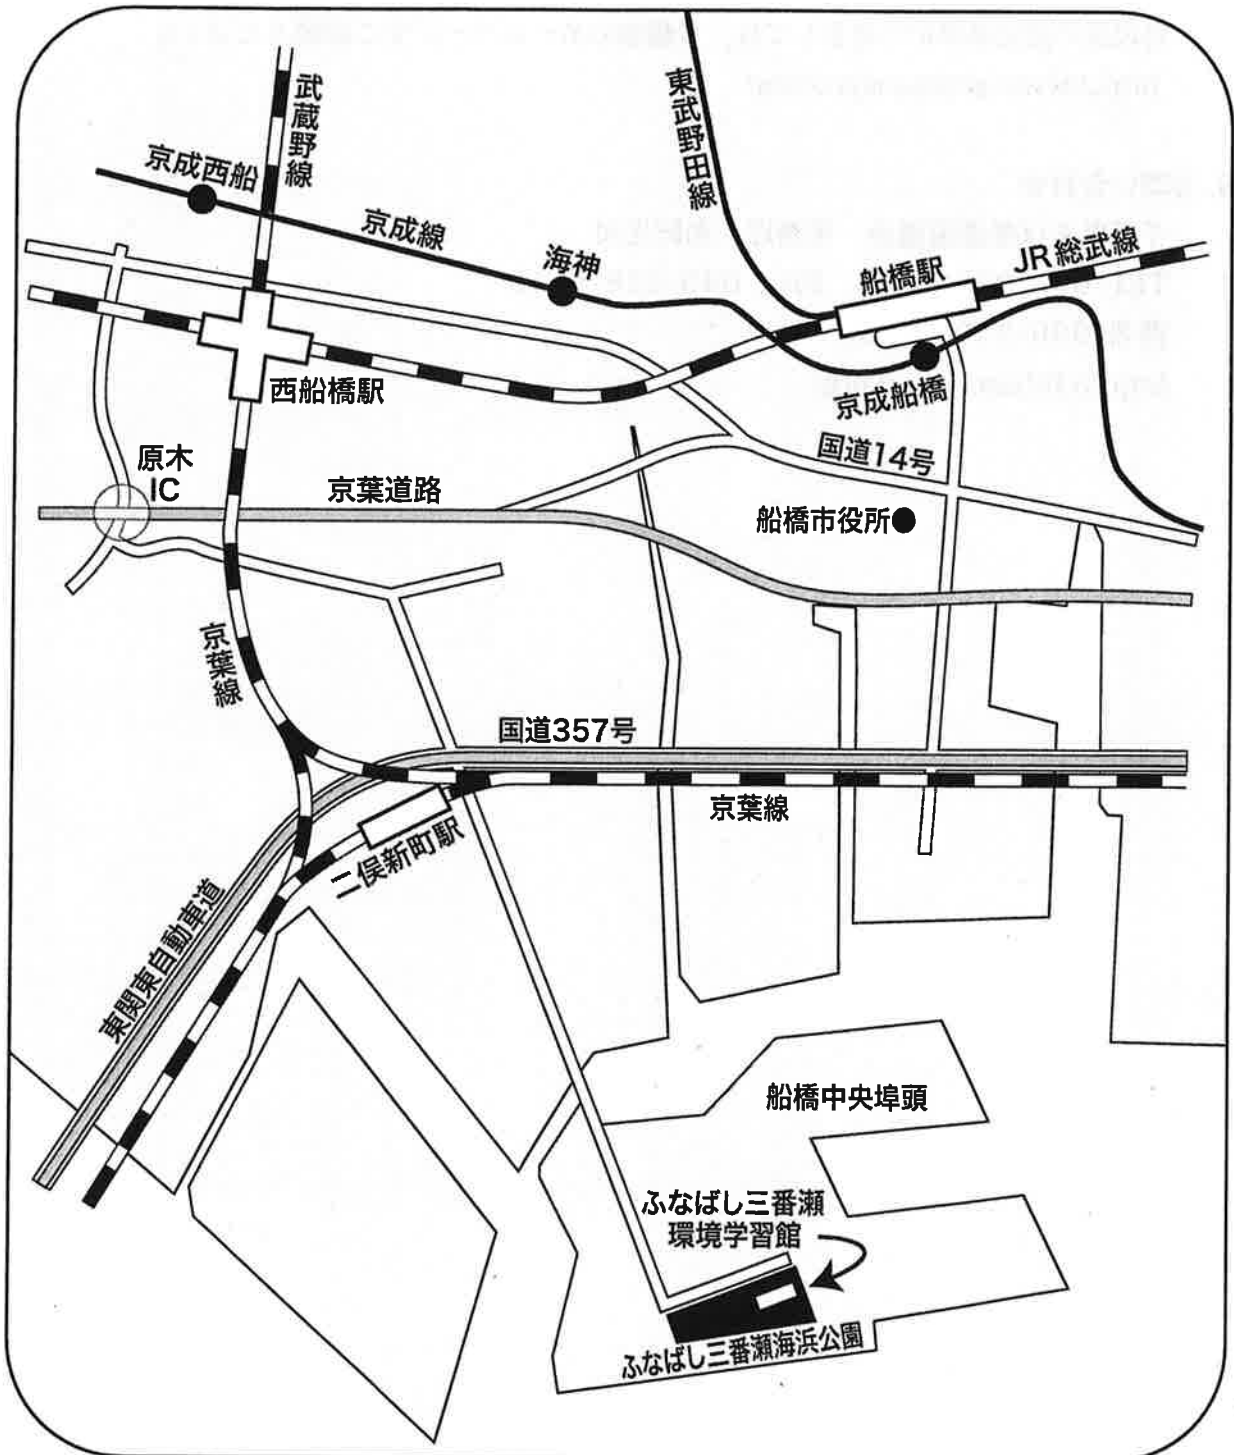 武蔵野線
東武野田線
京成西船
京成線
海神
船橋駅
JR総武線
西船橋駅
京成船橋
国道14号
原木
IC
京葉道路
船橋市役所
京葉線
国道357号
京葉線
二俣新町駅
東関東自動車道
船橋中央埠頭
ふなばし三番瀬
環境学習館
ふなばし三番瀬海浜公園